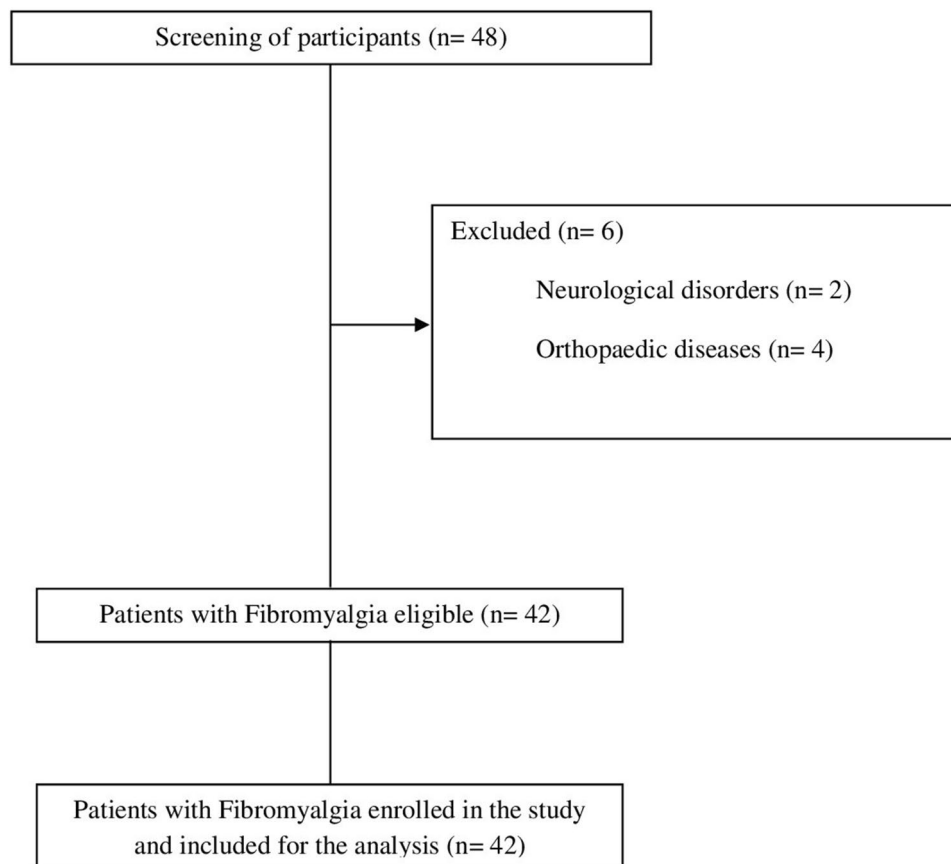 Screening of participants (n= 48)
Excluded (n= 6)
Neurological disorders (n= 2)
Orthopaedic diseases (n= 4)
Patients with Fibromyalgia eligible (n= 42)
Patients with Fibromyalgia enrolled in the study
and included for the analysis (n= 42)